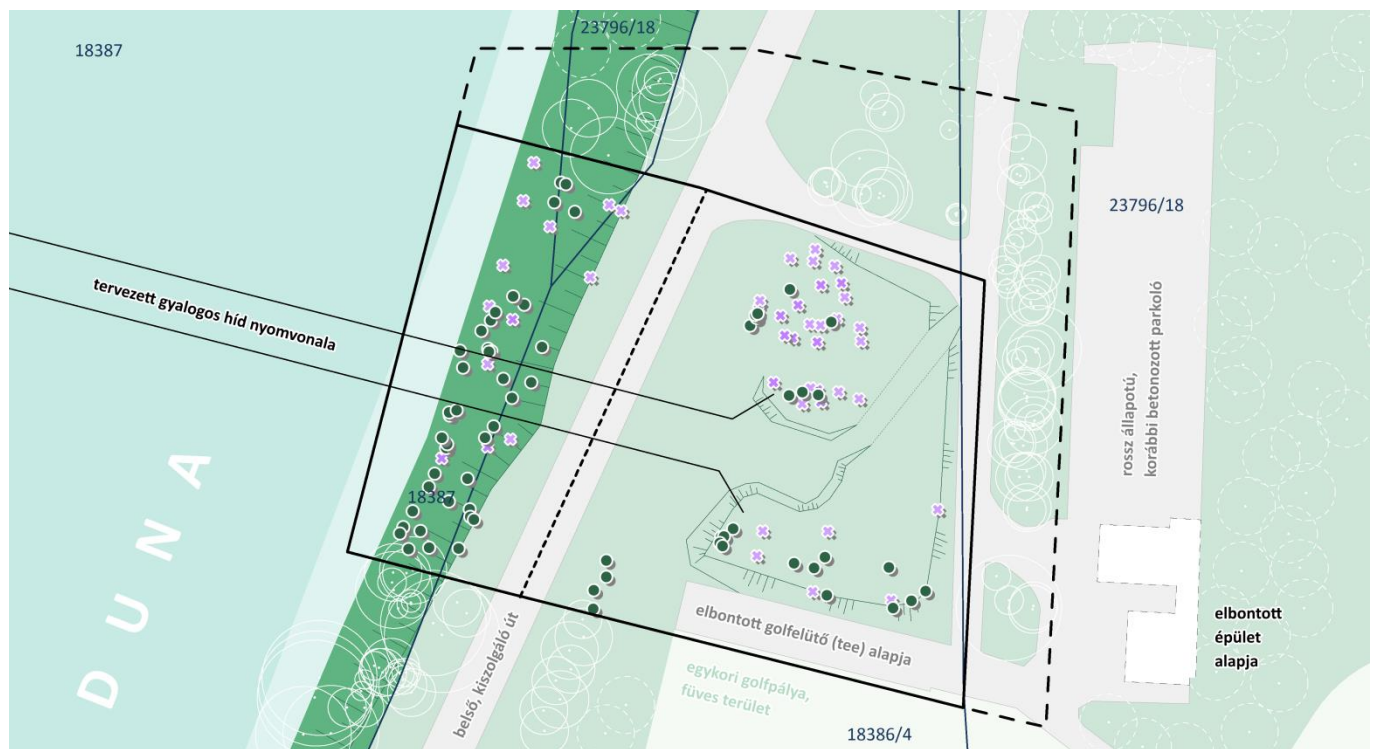 18387
23796/18
23796/18
tervezett gyalogos híd nyomvonala
rossz állapotú,
korábbi betonozott parkoló
18387
DUNA
belső, kiszolgáló út
elbontott golfelütő (tee) alapja
egykori golfpálya,
füves terület
18386/4
elbontott
épület
alapja